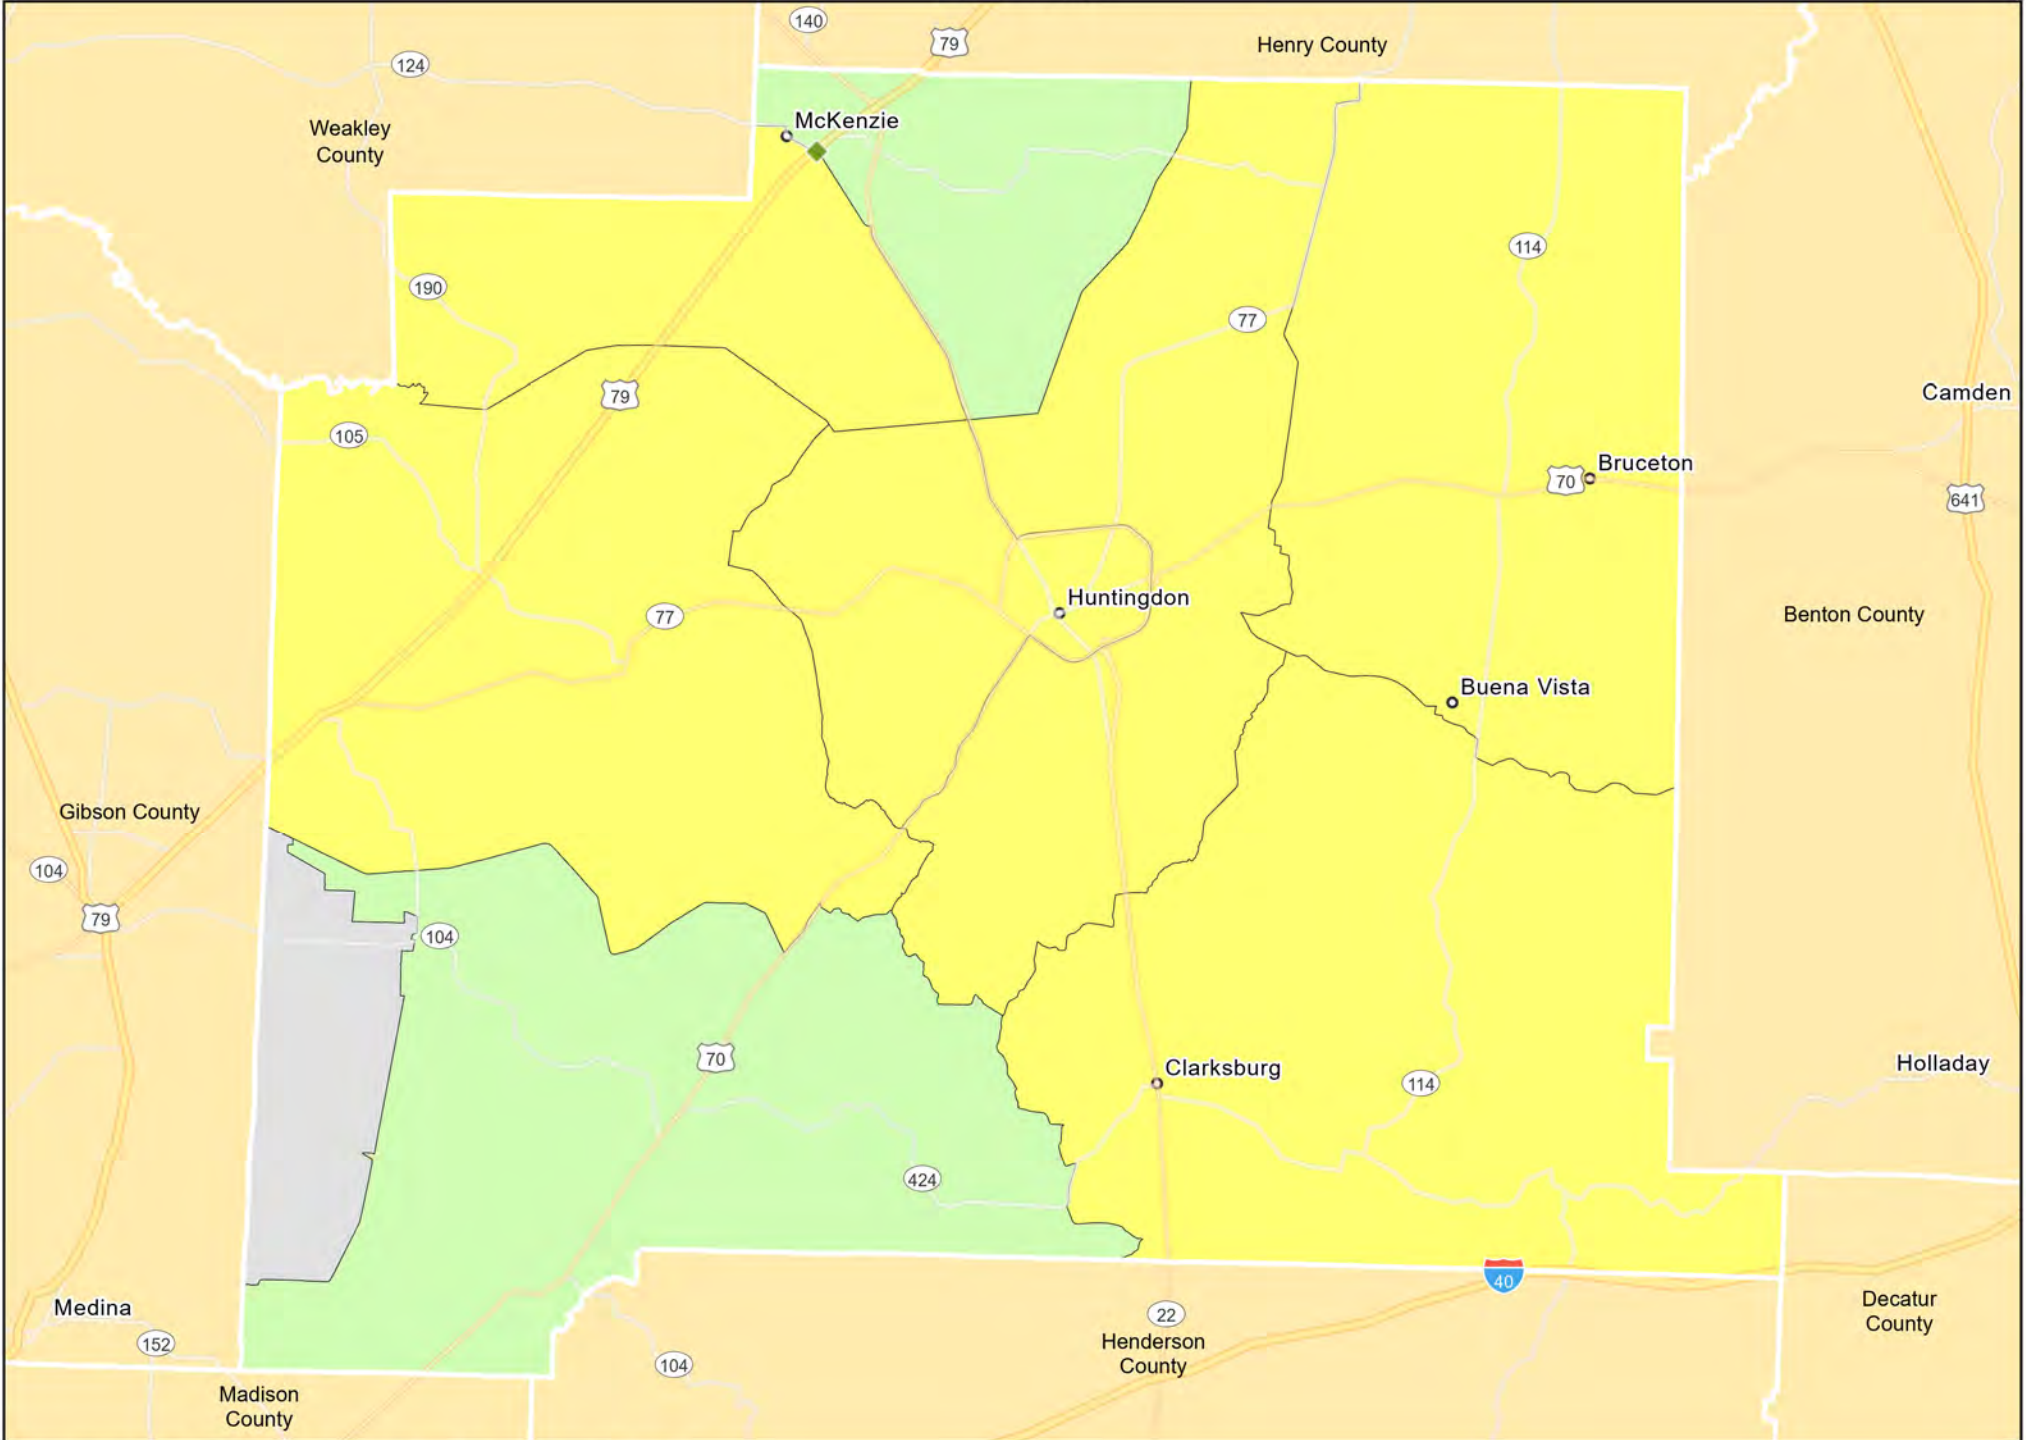 140
79
Henry County
124
McKenzie
Weakley
County
114
190
77
79
Camden
105
Bruceton
70
641
Huntingdon
77
Benton County
Buena Vista
Gibson County
104
79
104
70
Clarksburg
Holladay
114
424
40
Medina
22
Decatur
County
152
Henderson
County
104
Madison
County